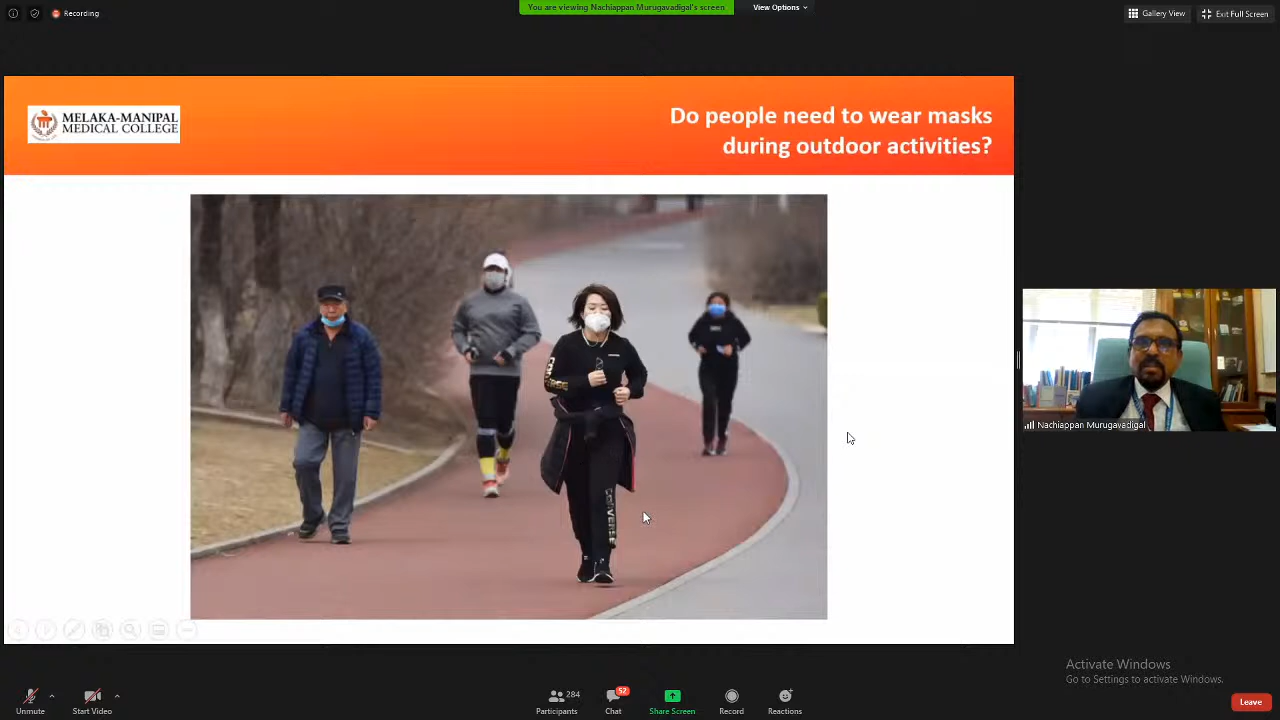 Recording
You are viewing Nachiappan Murugavadigal's screen
View Options
Gallery View
Exit Full Screen
MELAKA-MANIPAL
MEDICAL COLLEGE
Do people need to wear masks
during outdoor activities?
CONVERSE
CONVERSE
Nachiappan Murugavadigal
Activate Windows
Go to Settings to activate Windows.
Unmute
Start Video
284
Participants
52
Chat
Share Screen
Record
Reactions
Leave